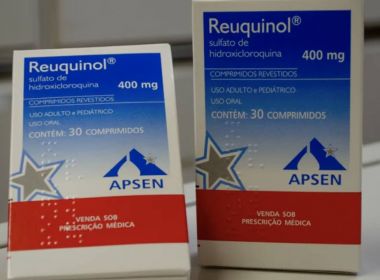 Reuquinol®
sulfato de
hidroxicloroquina
400 mg
COMPRIMIDOS REVESTIDOS
USO ADULTO e PEDIÁTRICO
USO ORAL
CONTÉM: 30 COMPRIMIDOS
APSEN
VENDA SOB
PRESCRIÇÃO MÉDICA
Reuquinol®
sulfato de
hidroxicloroquina
400 mg
COMPRIMIDOS REVESTIDOS
USO ADULTO e PEDIÁTRICO
USO ORAL
CONTÉM: 30 COMPRIMIDOS
APSEN
VENDA SOB
PRESCRIÇÃO MÉDICA